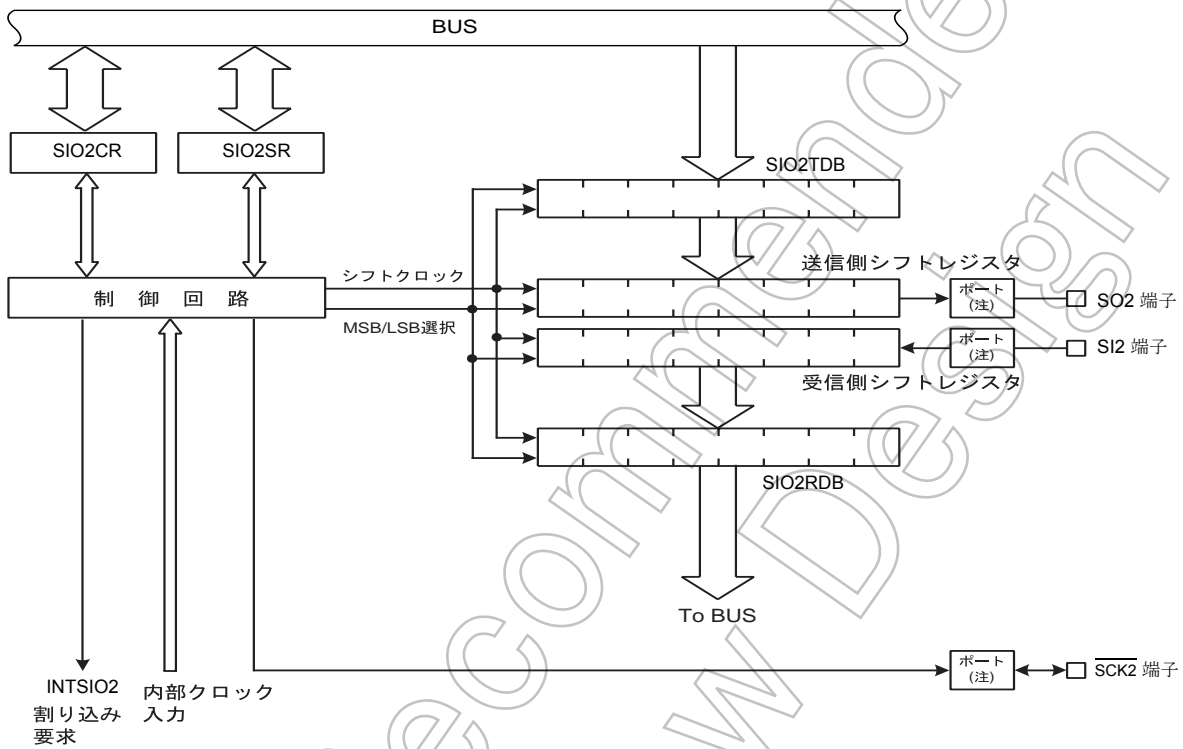 BUS
SIO2CR
SIO2SR
SIO2TDB
送信側シフトレジスタ
シフトクロック
制御回路
MSB/LSB選択
ポート
(注)
SO2 端子
ポート
(注)
SI2 端子
受信側シフトレジスタ
SIO2RDB
To BUS
ポート
(注)
SCK2 端子
INTSIO2
割り込み
要求
内部クロック
入力
ecommende
w Design